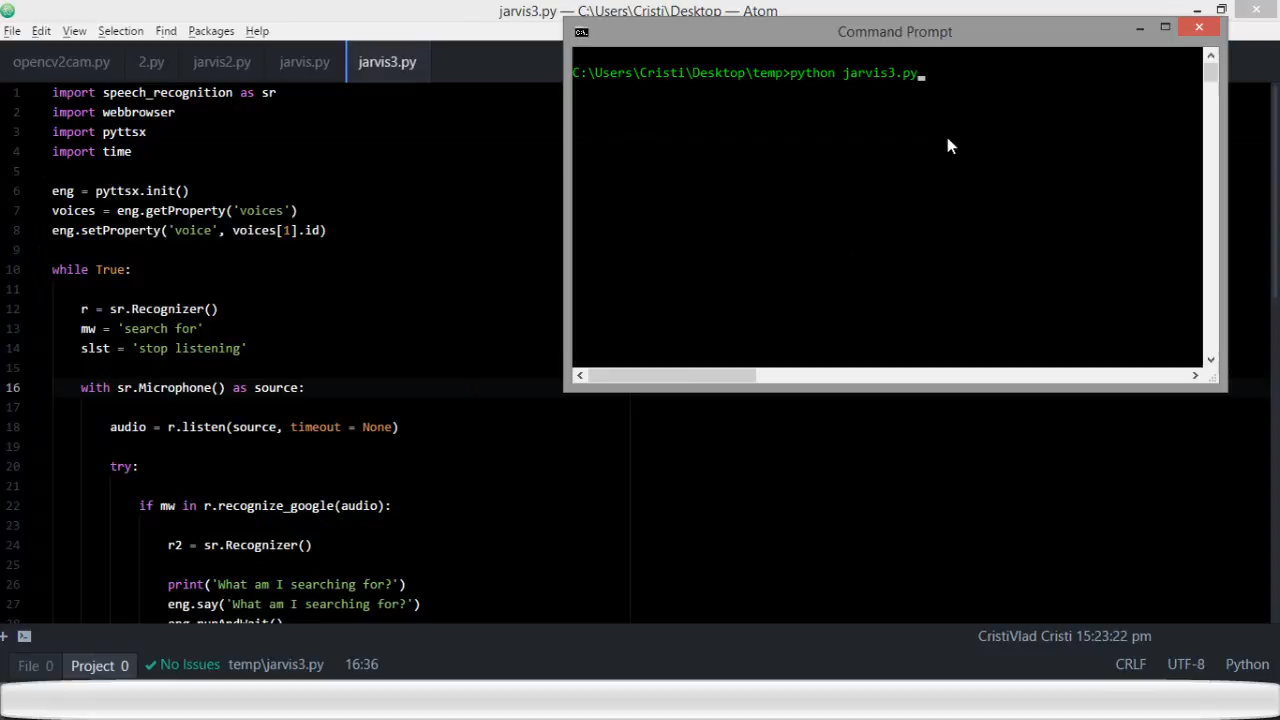 jarvis3.py — C:\Users\Cristi\Desktop — Atom
File Edit View Selection Find Packages Help
opencv2cam.py 2.py jarvis2.py jarvis.py jarvis3.py
1 import speech_recognition as sr
2 import webbrowser
3 import pyttsx
4 import time
5
6 eng = pyttsx.init()
7 voices = eng.getProperty('voices')
8 eng.setProperty('voice', voices[1].id)
9
10 while True:
11
12 r = sr.Recognizer()
13 mw = 'search for'
14 slst = 'stop listening'
15
16 with sr.Microphone() as source:
17
18 audio = r.listen(source, timeout = None)
19
20 try:
21
22 if mw in r.recognize_google(audio):
23
24 r2 = sr.Recognizer()
25
26 print('What am I searching for?')
27 eng.say('What am I searching for?')
28 eng.runAndWait()
Command Prompt
C:\Users\Cristi\Desktop\temp>python jarvis3.py
CristiVlad Cristi 15:23:22 pm
File 0 Project 0 No Issues temp\jarvis3.py 16:36 CRLF UTF-8 Python